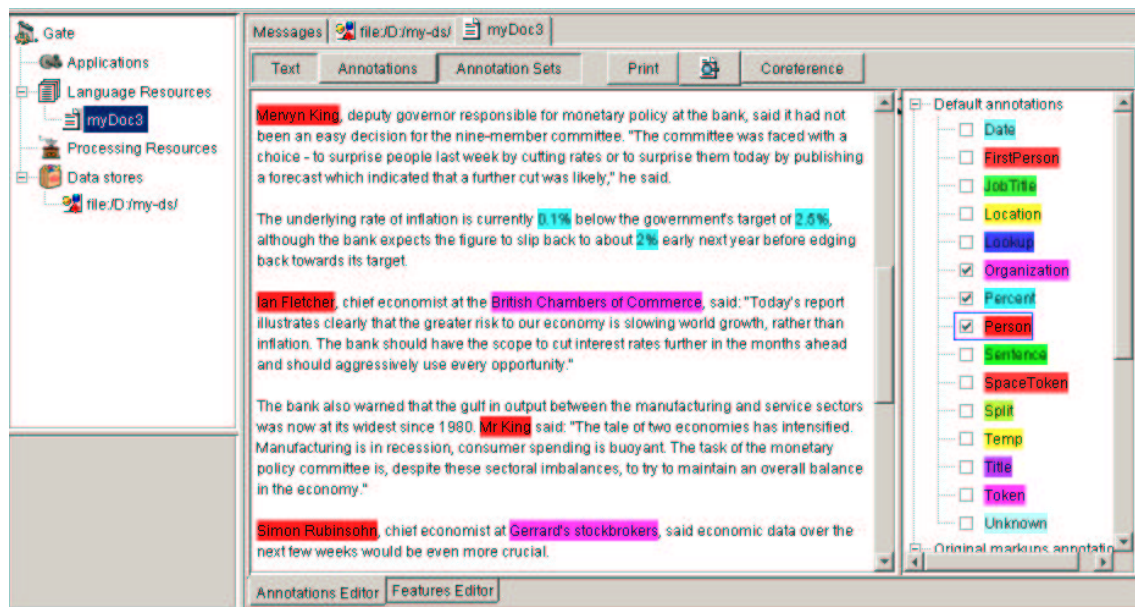 Gate
Applications
Language Resources
myDoc3
Processing Resources
Data stores
file:/D:/my-ds/
Messages file:/D:/my-ds/ myDoc3
Text Annotations Annotation Sets Print Coreference
Mervyn King, deputy governor responsible for monetary policy at the bank, said it had not
been an easy decision for the nine-member committee. "The committee was faced with a
choice - to surprise people last week by cutting rates or to surprise them today by publishing
a forecast which indicated that a further cut was likely," he said.
The underlying rate of inflation is currently 0.1% below the government's target of 2.5%,
although the bank expects the figure to slip back to about 2% early next year before edging
back towards its target.
Ian Fletcher, chief economist at the British Chambers of Commerce, said: "Today's report
illustrates clearly that the greater risk to our economy is slowing world growth, rather than
inflation. The bank should have the scope to cut interest rates further in the months ahead
and should aggressively use every opportunity."
The bank also warned that the gulf in output between the manufacturing and service sectors
was now at its widest since 1980. Mr King said: "The tale of two economies has intensified.
Manufacturing is in recession, consumer spending is buoyant. The task of the monetary
policy committee is, despite these sectoral imbalances, to try to maintain an overall balance
in the economy."
Simon Rubinsohn, chief economist at Gerrard's stockbrokers, said economic data over the
next few weeks would be even more crucial.
Default annotations
Date
FirstPerson
JobTitle
Location
Lookup
Organization
Percent
Person
Sentence
SpaceToken
Split
Temp
Title
Token
Unknown
Original markups annotatio
Annotations Editor Features Editor